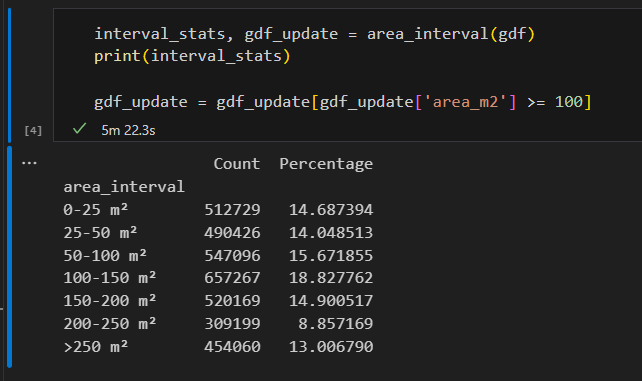 interval_stats, gdf_update = area_interval(gdf)
print(interval_stats)
gdf_update = gdf_update[gdf_update['area_m2'] >= 100]
[4] ✓ 5m 22.3s
... Count Percentage
area_interval
0-25 m² 512729 14.687394
25-50 m² 490426 14.048513
50-100 m² 547096 15.671855
100-150 m² 657267 18.827762
150-200 m² 520169 14.900517
200-250 m² 309199 8.857169
>250 m² 454060 13.006790